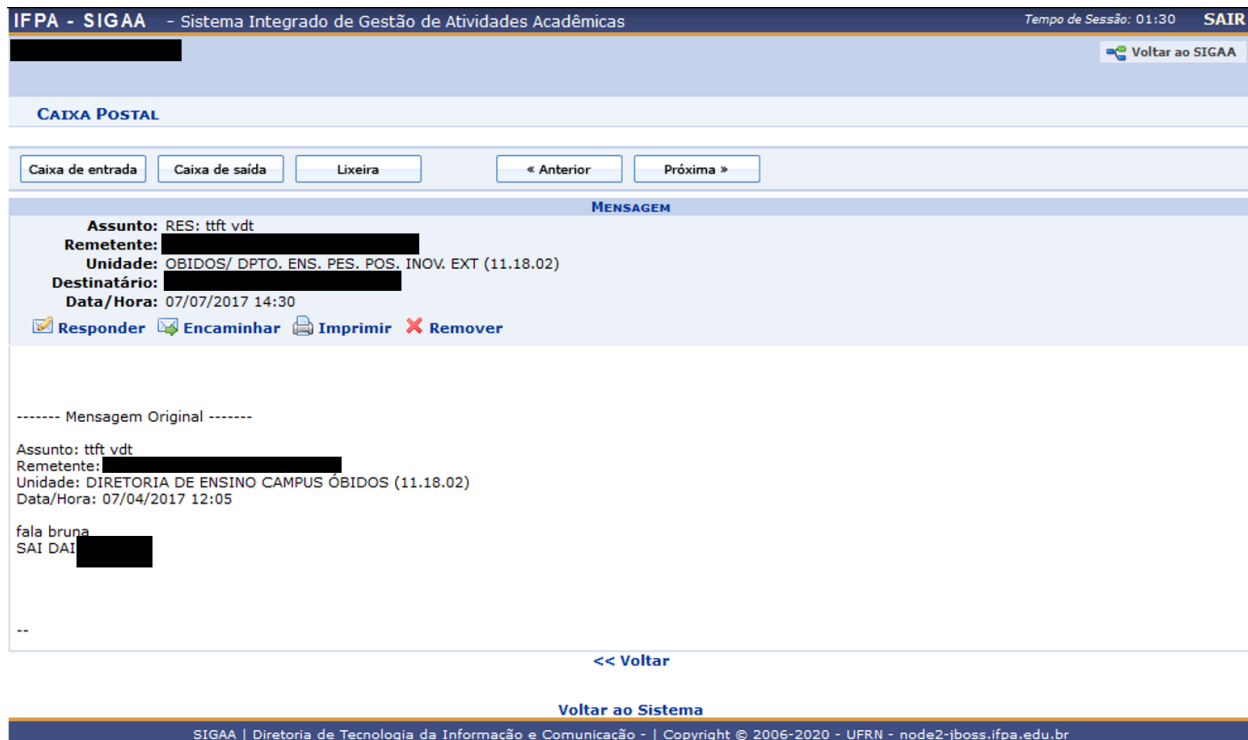 IFPA - SIGAA - Sistema Integrado de Gestão de Atividades Acadêmicas Tempo de Sessão: 01:30 SAIR
Voltar ao SIGAA
CAIXA POSTAL
Caixa de entrada Caixa de saída Lixeira « Anterior Próxima »
MENSAGEM
Assunto: RES: ttft vdt
Remetente:
Unidade: OBIDOS/ DPTO. ENS. PES. POS. INOV. EXT (11.18.02)
Destinatário:
Data/Hora: 07/07/2017 14:30
Responder Encaminhar Imprimir Remover
------- Mensagem Original -------
Assunto: ttft vdt
Remetente:
Unidade: DIRETORIA DE ENSINO CAMPUS ÓBIDOS (11.18.02)
Data/Hora: 07/04/2017 12:05
fala bruna
SAI DAI
--
<< Voltar
Voltar ao Sistema
SIGAA | Diretoria de Tecnologia da Informação e Comunicação - | Copyright © 2006-2020 - UFRN - node2-jboss.ifpa.edu.br